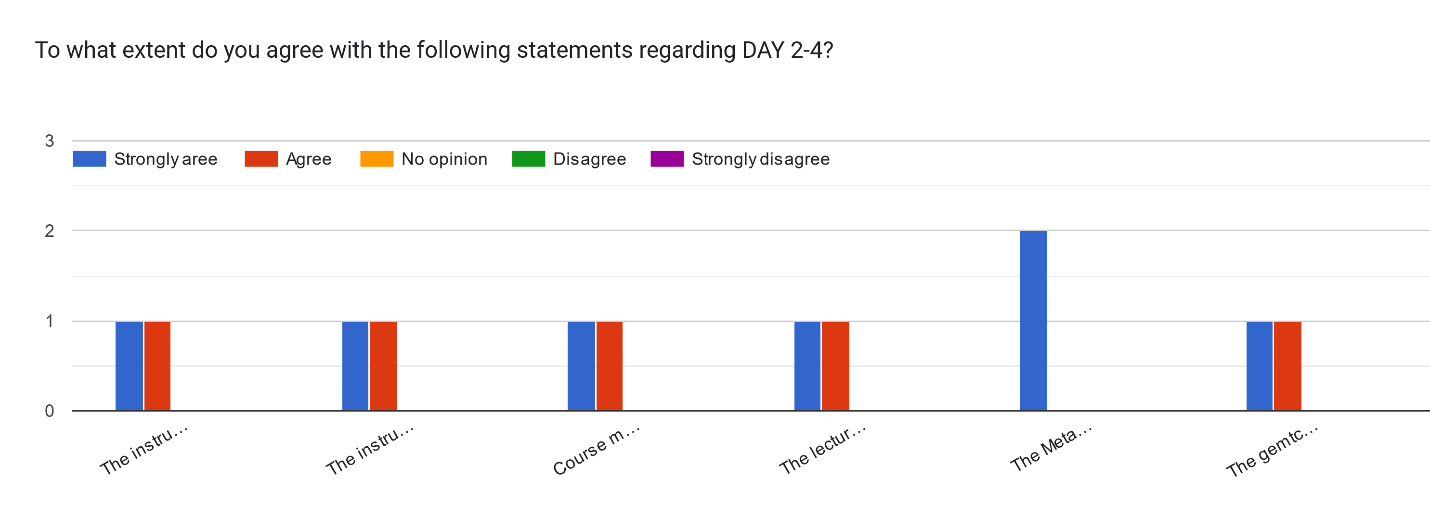 To what extent do you agree with the following statements regarding DAY 2-4?
3
Strongly aree Agree No opinion Disagree Strongly disagree
2
1
0
The instru... The instru... Course m... The lectur... The Meta... The gemtc...